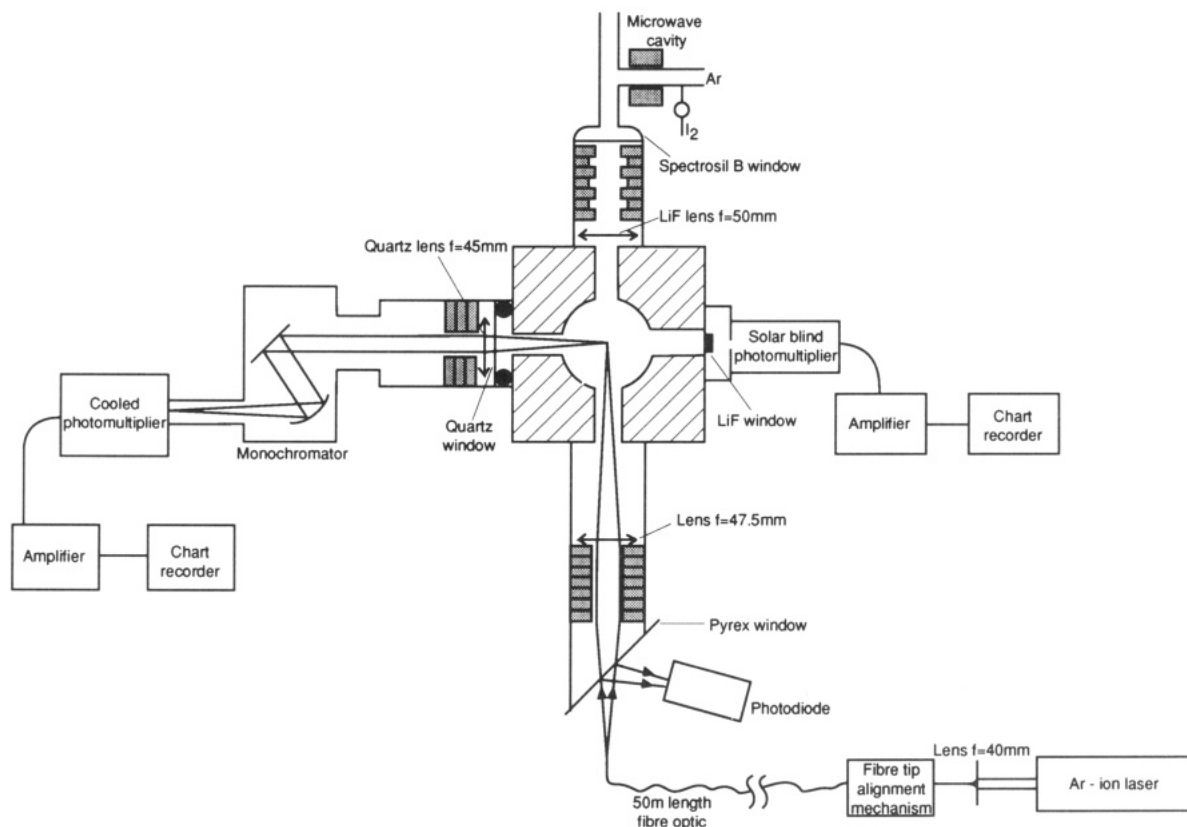 Microwave
cavity
Ar
I2
Spectrosil B window
LiF lens f=50mm
Quartz lens f=45mm
Solar blind
photomultiplier
Cooled
photomultiplier
Quartz
window
LiF window
Amplifier
Chart
recorder
Monochromator
Lens f=47.5mm
Amplifier
Chart
recorder
Pyrex window
Photodiode
Lens f=40mm
Fibre tip
alignment
mechanism
Ar - ion laser
50m length
fibre optic